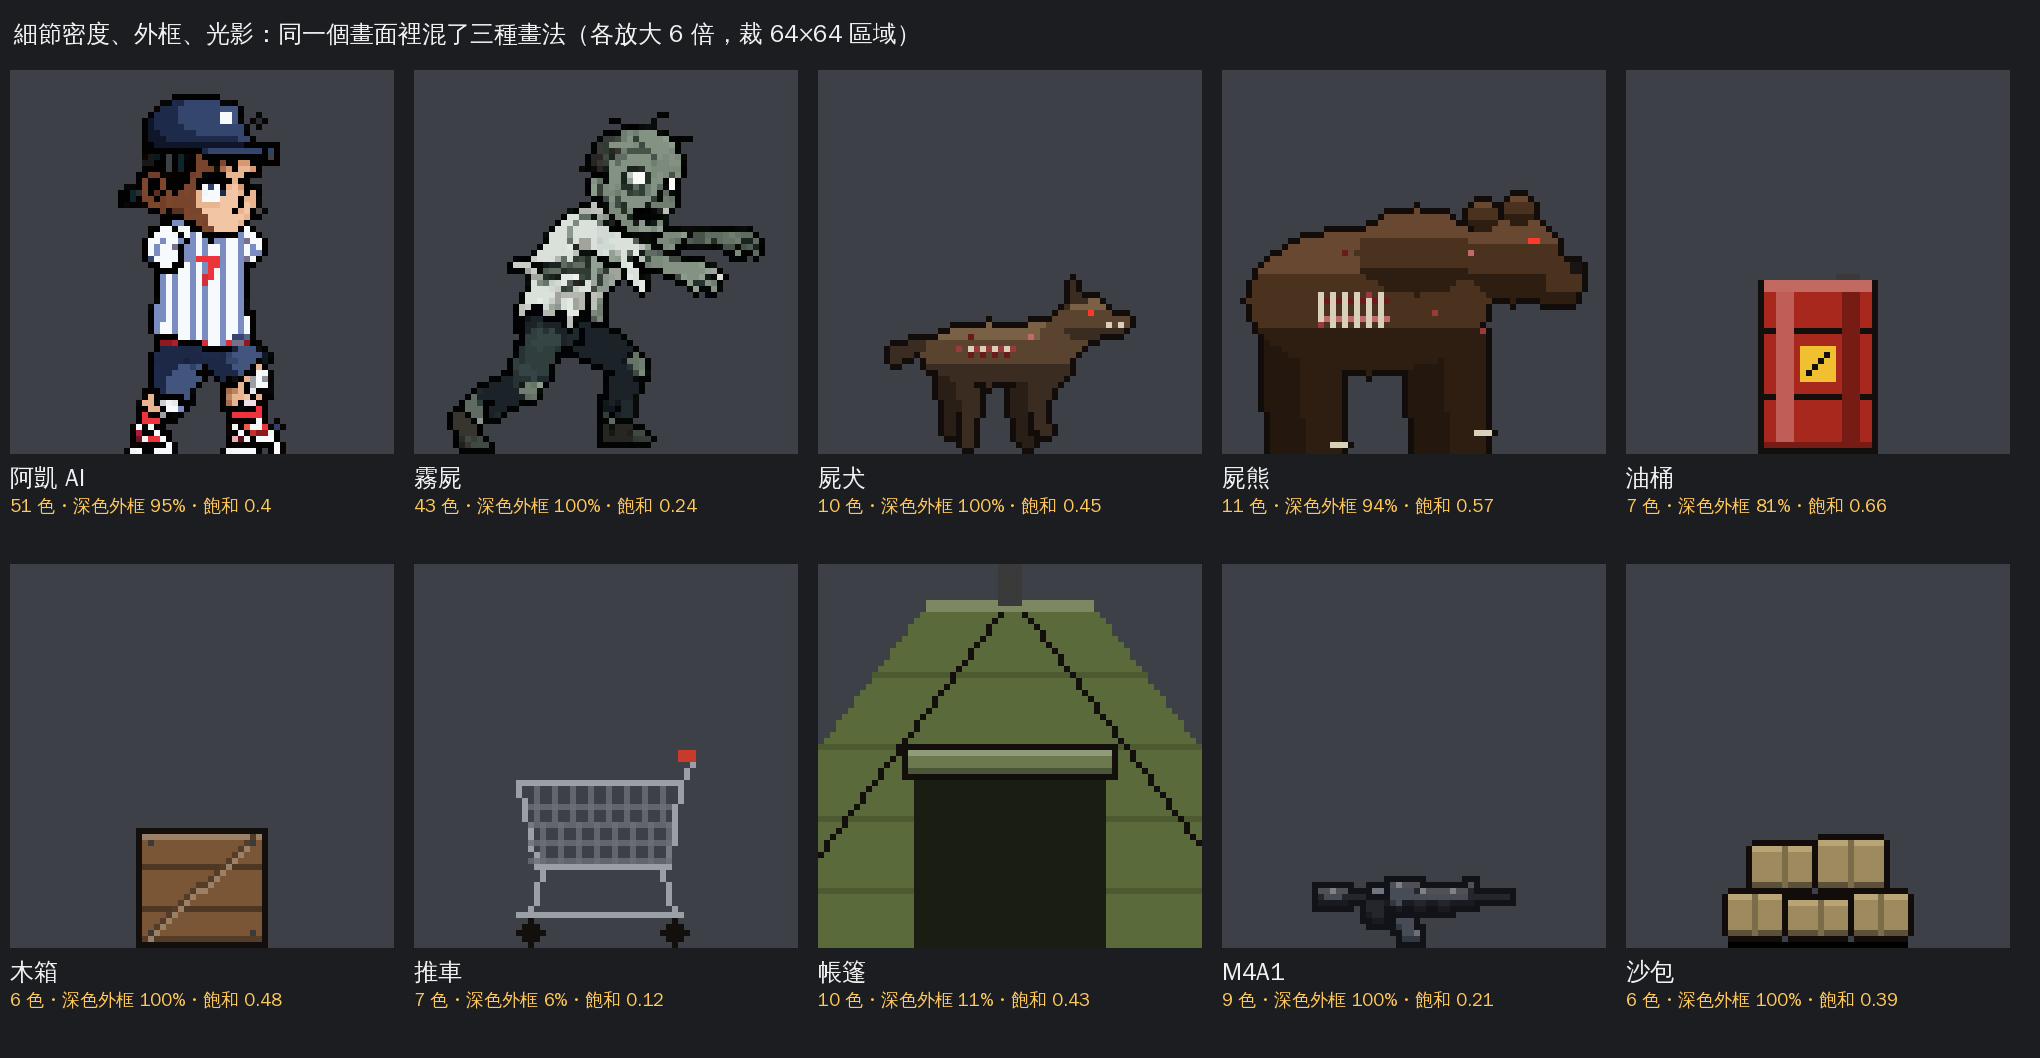 細節密度、外框、光影：同一個畫面裡混了三種畫法（各放大 6 倍，裁 64×64 區域）
阿凱 AI
51 色・深色外框 95%・飽和 0.4
霧屍
43 色・深色外框 100%・飽和 0.24
屍犬
10 色・深色外框 100%・飽和 0.45
屍熊
11 色・深色外框 94%・飽和 0.57
油桶
7 色・深色外框 81%・飽和 0.66
木箱
6 色・深色外框 100%・飽和 0.48
推車
7 色・深色外框 6%・飽和 0.12
帳篷
10 色・深色外框 11%・飽和 0.43
M4A1
9 色・深色外框 100%・飽和 0.21
沙包
6 色・深色外框 100%・飽和 0.39